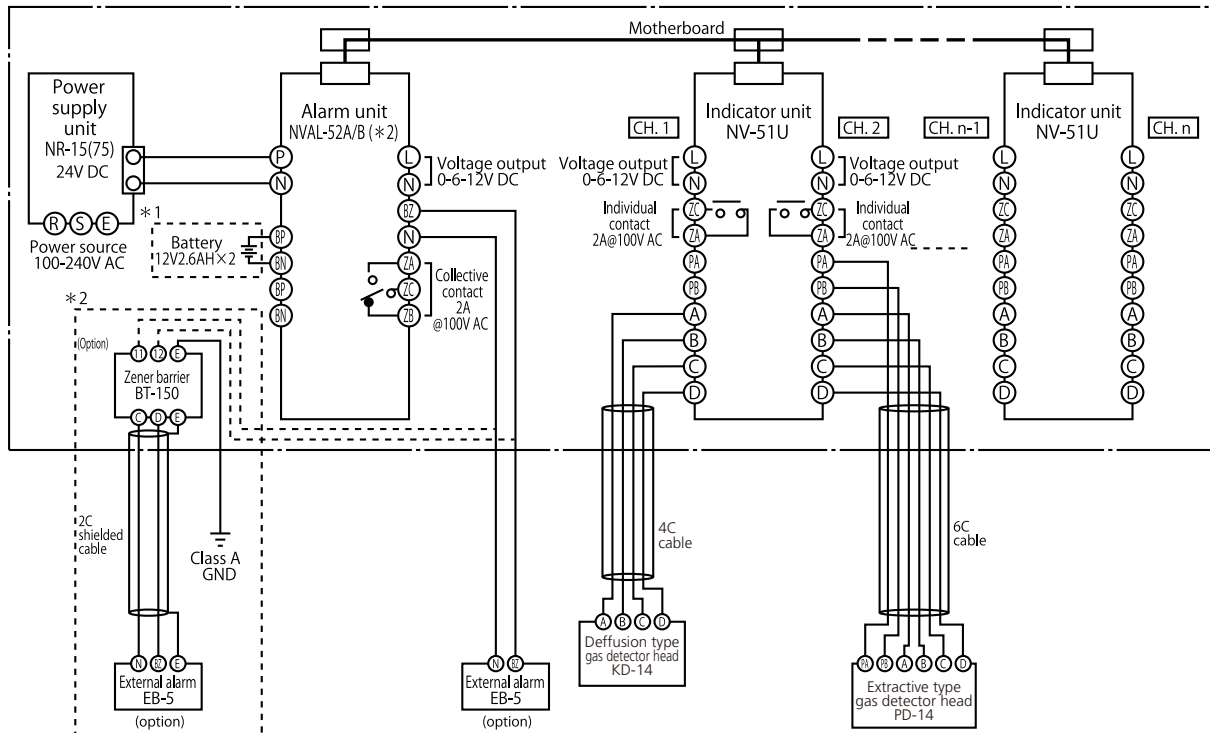 Motherboard
Power
supply
unit
NR-15(75)
24V DC
R S E
Power source
100-240V AC
Alarm unit
NVAL-52A/B (*2)
P
N
BP
BN
BP
BN
L
N
BZ
N
ZA
ZC
ZB
Voltage output
0-6-12V DC
Collective
contact
2A
@100V AC
*1
Battery
12V2.6AH×2
*2
(Option)
11 12 E
Zener barrier
BT-150
C D E
2C
shielded
cable
Class A
GND
N BZ E
External alarm
EB-5
(option)
N BZ
External alarm
EB-5
(option)
CH. 1
Indicator unit
NV-51U
CH. 2
Voltage output
0-6-12V DC
Individual
contact
2A@100V AC
L
N
ZC
ZA
PA
PB
A
B
C
D
L
N
ZC
ZA
PA
PB
A
B
C
D
Voltage output
0-6-12V DC
Individual
contact
2A@100V AC
CH. n-1
Indicator unit
NV-51U
CH. n
L
N
ZC
ZA
PA
PB
A
B
C
D
L
N
ZC
ZA
PA
PB
A
B
C
D
4C
cable
A B C D
Deffusion type
gas detector head
KD-14
6C
cable
PA PB A B C D
Extractive type
gas detector head
PD-14